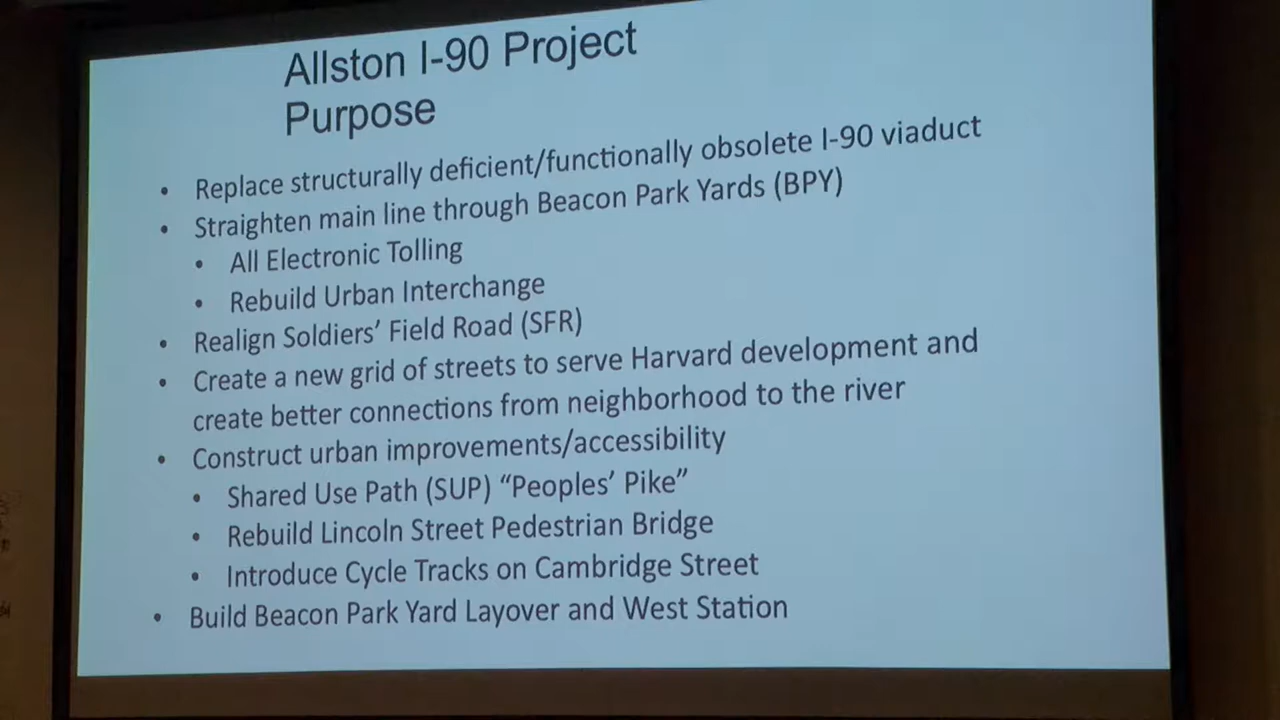 Allston I-90 Project
Purpose
• Replace structurally deficient/functionally obsolete I-90 viaduct
• Straighten main line through Beacon Park Yards (BPY)
• All Electronic Tolling
• Rebuild Urban Interchange
• Realign Soldiers’ Field Road (SFR)
• Create a new grid of streets to serve Harvard development and
create better connections from neighborhood to the river
• Construct urban improvements/accessibility
• Shared Use Path (SUP) “Peoples’ Pike”
• Rebuild Lincoln Street Pedestrian Bridge
• Introduce Cycle Tracks on Cambridge Street
• Build Beacon Park Yard Layover and West Station